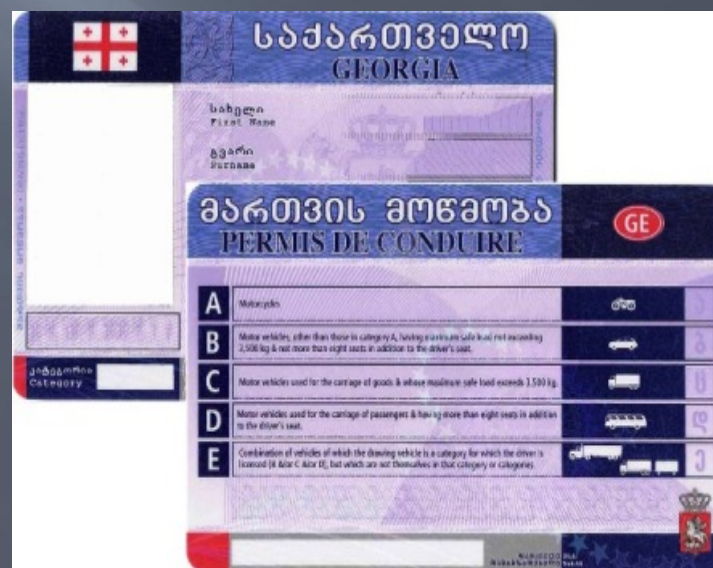 საქართველო
GEORGIA
სახელი
First Name
გვარი
Surname
კატეგორია
Category
მართვის მოწმობა
PERMIS DE CONDUIRE
GE
A Motorcycles
B Motor vehicles, other than those in category A, having maximum safe load not exceeding
3,500 kg & not more than eight seats in addition to the driver's seat.
C Motor vehicles used for the carriage of goods & whose maximum safe load exceeds 3,500 kg.
D Motor vehicles used for the carriage of passengers & having more than eight seats in addition
to the driver's seat.
E Combination of vehicles of which the drawing vehicle is a category for which the driver is
licensed (B &/or C &/or D), but which are not themselves in that category or categories